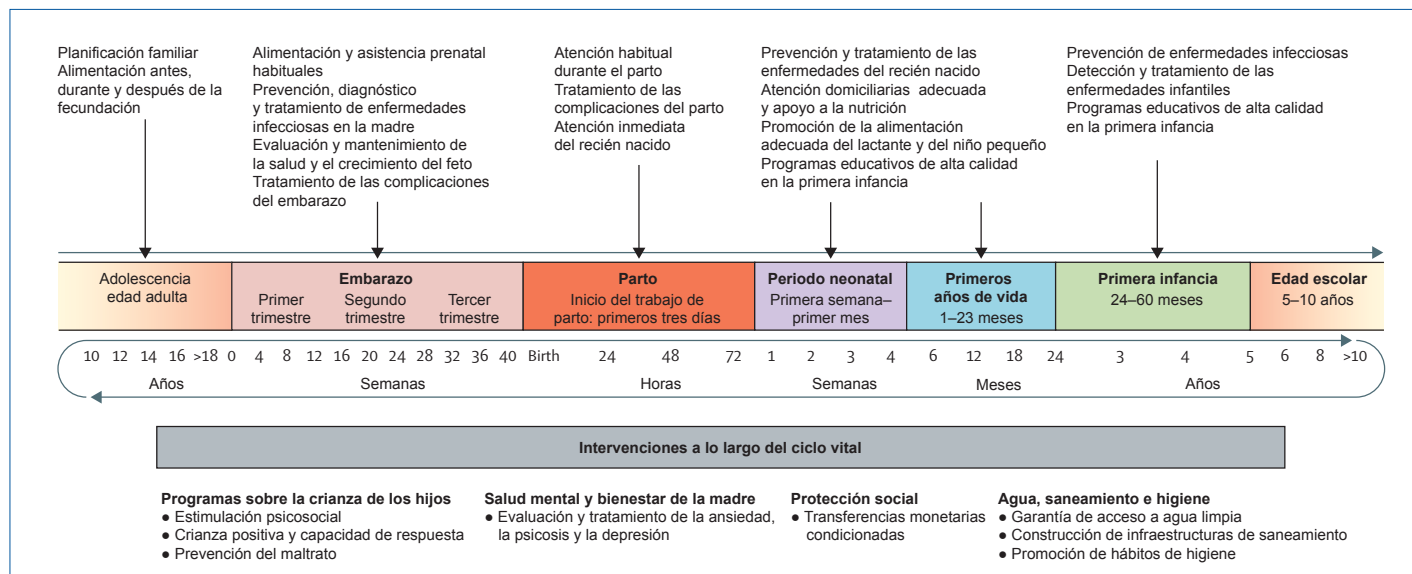 Planificación familiar
Alimentación antes,
durante y después de la
fecundación
Alimentación y asistencia prenatal
habituales
Prevención, diagnóstico
y tratamiento de enfermedades
infecciosas en la madre
Evaluación y mantenimiento de
la salud y el crecimiento del feto
Tratamiento de las complicaciones
del embarazo
Atención habitual
durante el parto
Tratamiento de las
complicaciones del parto
Atención inmediata
del recién nacido
Prevención y tratamiento de las
enfermedades del recién nacido
Atención domiciliarias adecuada
y apoyo a la nutrición
Promoción de la alimentación
adecuada del lactante y del niño pequeño
Programas educativos de alta calidad
en la primera infancia
Prevención de enfermedades infecciosas
Detección y tratamiento de las
enfermedades infantiles
Programas educativos de alta calidad
en la primera infancia
Adolescencia
edad adulta
Embarazo
Primer
trimestre
Segundo
trimestre
Tercer
trimestre
Parto
Inicio del trabajo de
parto: primeros tres días
Periodo neonatal
Primera semana–
primer mes
Primeros
años de vida
1–23 meses
Primera infancia
24–60 meses
Edad escolar
5–10 años
10 12 14 16 >18 0 4 8 12 16 20 24 28 32 36 40 Birth 24 48 72 1 2 3 4 6 12 18 24 3 4 5 6 8 >10
Años Semanas Horas Semanas Meses Años
Intervenciones a lo largo del ciclo vital
Programas sobre la crianza de los hijos
● Estimulación psicosocial
● Crianza positiva y capacidad de respuesta
● Prevención del maltrato
Salud mental y bienestar de la madre
● Evaluación y tratamiento de la ansiedad,
la psicosis y la depresión
Protección social
● Transferencias monetarias
condicionadas
Agua, saneamiento e higiene
● Garantía de acceso a agua limpia
● Construcción de infraestructuras de saneamiento
● Promoción de hábitos de higiene